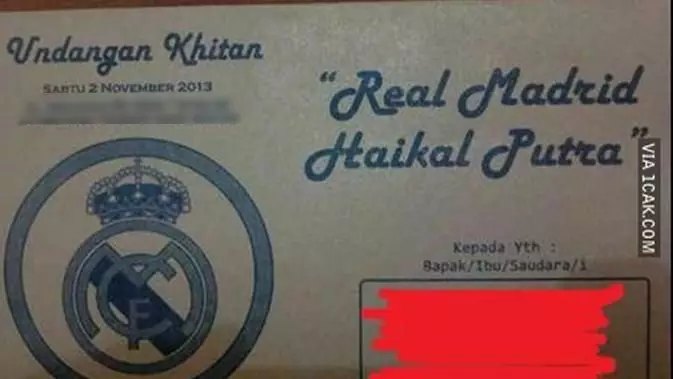 Undangan Khitan
SABTU 2 NOVEMBER 2013
"Real Madrid
Haikal Putra"
Kepada Yth :
Bapak/Ibu/Saudara/i
VIA 1CAK.COM